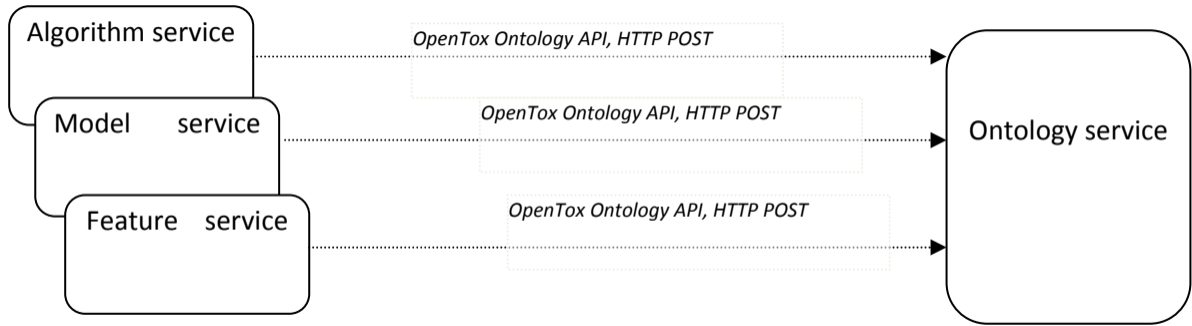 Algorithm service
OpenTox Ontology API, HTTP POST
Model service
OpenTox Ontology API, HTTP POST
Ontology service
Feature service
OpenTox Ontology API, HTTP POST